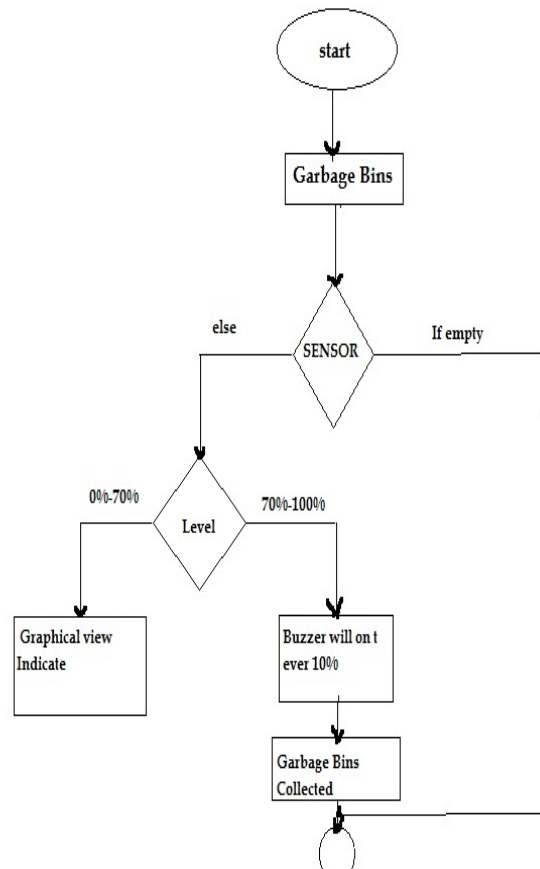 start
Garbage Bins
else
If empty
SENSOR
0%-70%
70%-100%
Level
Graphical view
Indicate
Buzzer will on t
ever 10%
Garbage Bins
Collected